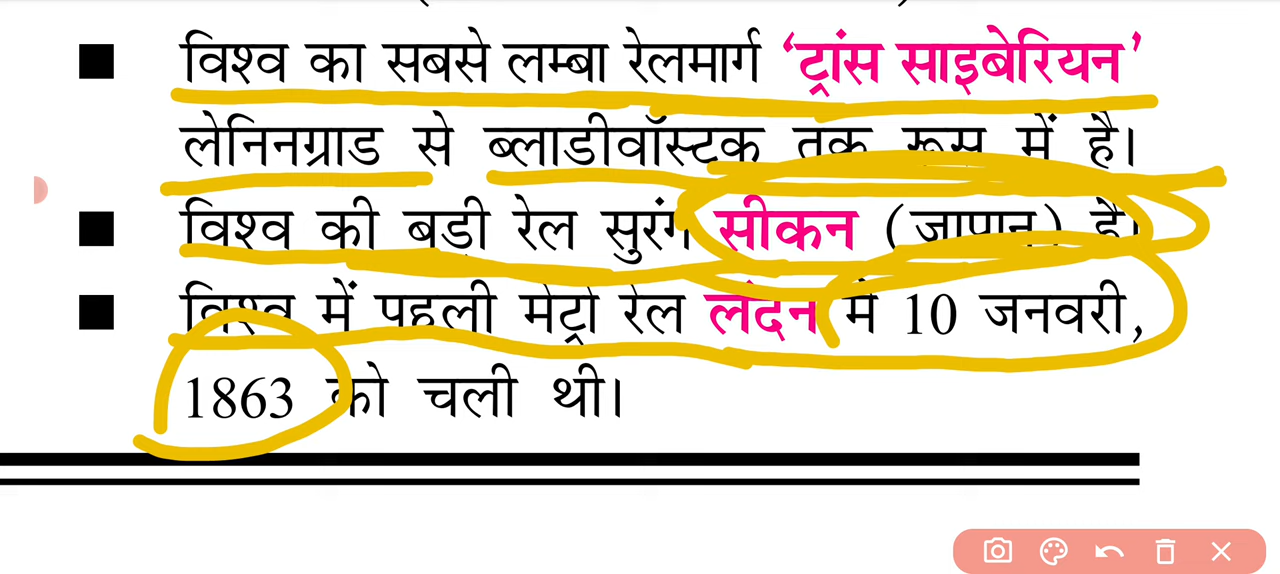 ■ विश्व का सबसे लम्बा रेलमार्ग ‘ट्रांस साइबेरियन’
लेनिनग्राड से ब्लाडीवॉस्टक तक रूस में है।
■ विश्व की बड़ी रेल सुरंग सीकन (जापान) है।
■ विश्व में पहली मेट्रो रेल लंदन में 10 जनवरी,
1863 को चली थी।